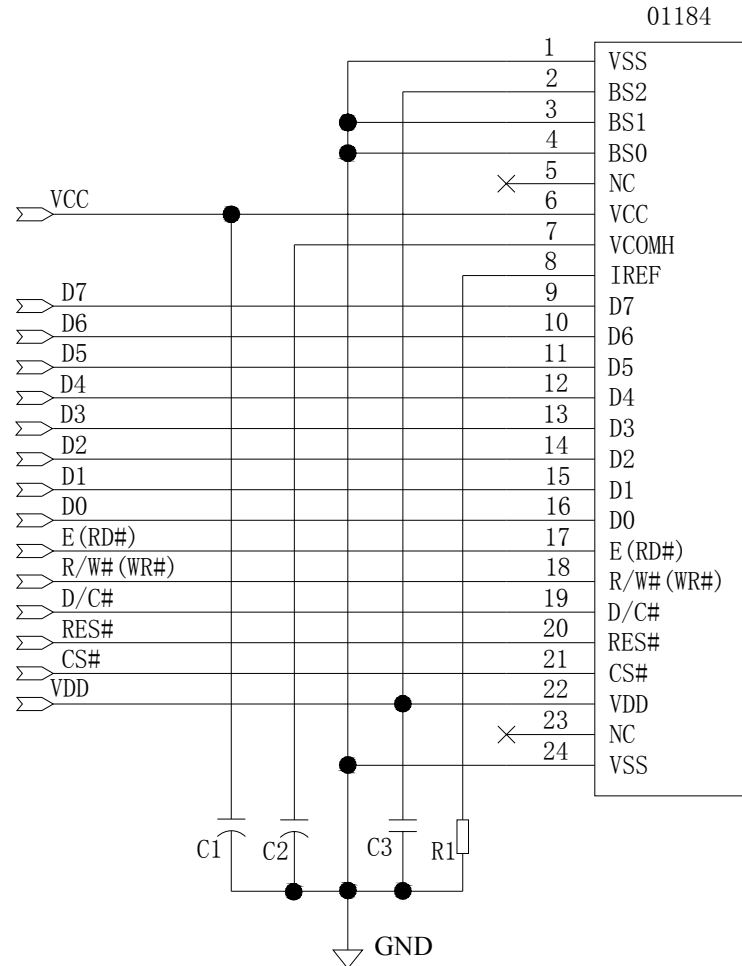 01184
1 VSS
2 BS2
3 BS1
4 BS0
5 NC
VCC 6 VCC
7 VCOMH
8 IREF
D7 9 D7
D6 10 D6
D5 11 D5
D4 12 D4
D3 13 D3
D2 14 D2
D1 15 D1
D0 16 D0
E(RD#) 17 E(RD#)
R/W#(WR#) 18 R/W#(WR#)
D/C# 19 D/C#
RES# 20 RES#
CS# 21 CS#
VDD 22 VDD
23 NC
24 VSS
C1 C2 C3 R1
GND